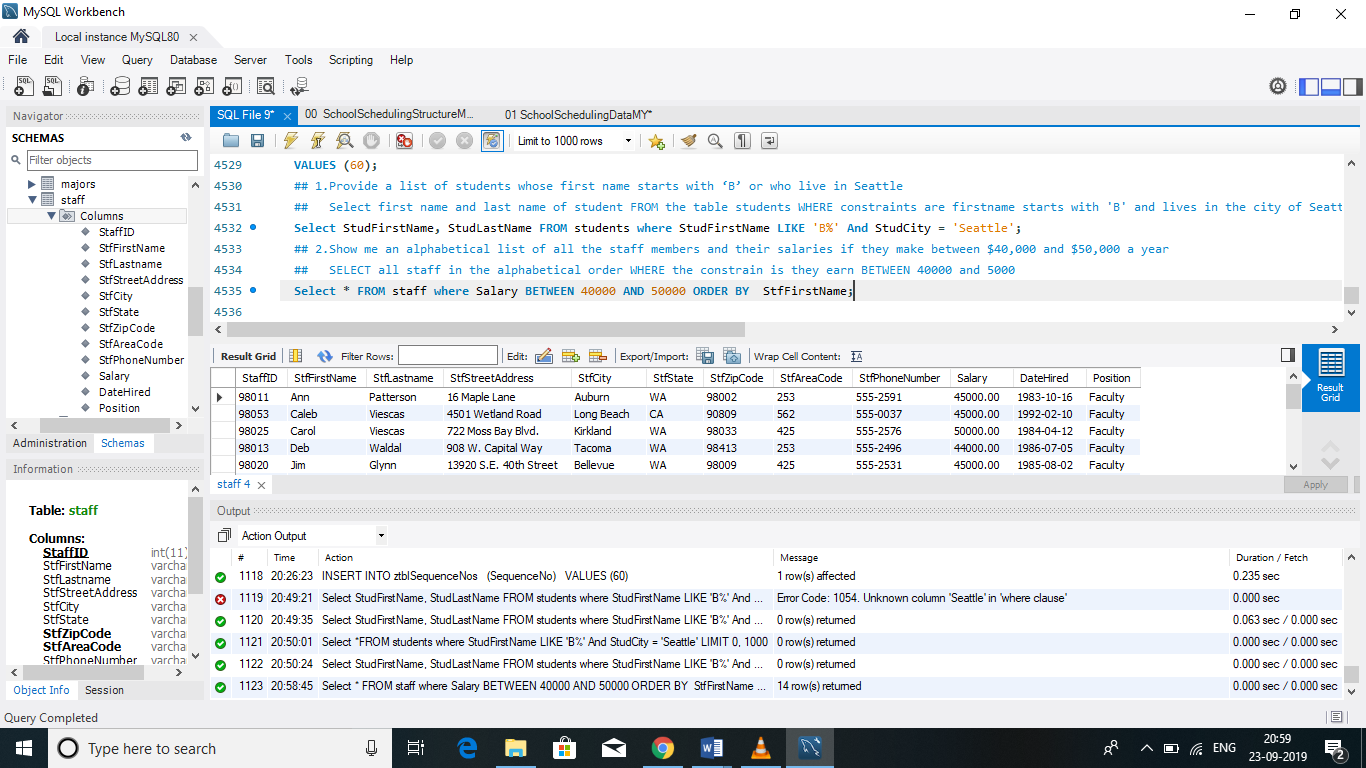 MySQL Workbench
Local instance MySQL80
File Edit View Query Database Server Tools Scripting Help
Navigator
SCHEMAS
Filter objects
majors
staff
Columns
StaffID
StfFirstName
StfLastname
StfStreetAddress
StfCity
StfState
StfZipCode
StfAreaCode
StfPhoneNumber
Salary
DateHired
Position
Administration Schemas
Information
Table: staff
Columns:
StaffID int(11)
StfFirstName varcha
StfLastname varcha
StfStreetAddress varcha
StfCity varcha
StfState varcha
StfZipCode varcha
StfAreaCode varcha
StfPhoneNumber varcha
Object Info Session
SQL File 9* 00 SchoolSchedulingStructureM... 01 SchoolSchedulingDataMY*
Limit to 1000 rows
4529 VALUES (60);
4530 ## 1.Provide a list of students whose first name starts with ‘B’ or who live in Seattle
4531 ## Select first name and last name of student FROM the table students WHERE constraints are firstname starts with 'B' and lives in the city of Seatt
4532 Select StudFirstName, StudLastName FROM students where StudFirstName LIKE 'B%' And StudCity = 'Seattle';
4533 ## 2.Show me an alphabetical list of all the staff members and their salaries if they make between $40,000 and $50,000 a year
4534 ## SELECT all staff in the alphabetical order WHERE the constrain is they earn BETWEEN 40000 and 5000
4535 Select * FROM staff where Salary BETWEEN 40000 AND 50000 ORDER BY StfFirstName;
4536
Result Grid Filter Rows: Edit: Export/Import: Wrap Cell Content:
StaffID StfFirstName StfLastname StfStreetAddress StfCity StfState StfZipCode StfAreaCode StfPhoneNumber Salary DateHired Position
98011 Ann Patterson 16 Maple Lane Auburn WA 98002 253 555-2591 45000.00 1983-10-16 Faculty
98053 Caleb Viescas 4501 Wetland Road Long Beach CA 90809 562 555-0037 45000.00 1992-02-10 Faculty
98025 Carol Viescas 722 Moss Bay Blvd. Kirkland WA 98033 425 555-2576 50000.00 1984-04-12 Faculty
98013 Deb Waldal 908 W. Capital Way Tacoma WA 98413 253 555-2496 44000.00 1986-07-05 Faculty
98020 Jim Glynn 13920 S.E. 40th Street Bellevue WA 98009 425 555-2531 45000.00 1985-08-02 Faculty
Result
Grid
staff 4
Apply
Output
Action Output
# Time Action Message Duration / Fetch
1118 20:26:23 INSERT INTO ztblSequenceNos (SequenceNo) VALUES (60) 1 row(s) affected 0.235 sec
1119 20:49:21 Select StudFirstName, StudLastName FROM students where StudFirstName LIKE 'B%' And ... Error Code: 1054. Unknown column 'Seattle' in 'where clause' 0.000 sec
1120 20:49:35 Select StudFirstName, StudLastName FROM students where StudFirstName LIKE 'B%' And ... 0 row(s) returned 0.063 sec / 0.000 sec
1121 20:50:01 Select *FROM students where StudFirstName LIKE 'B%' And StudCity = 'Seattle' LIMIT 0, 1000 0 row(s) returned 0.000 sec / 0.000 sec
1122 20:50:24 Select StudFirstName, StudLastName FROM students where StudFirstName LIKE 'B%' And ... 0 row(s) returned 0.000 sec / 0.000 sec
1123 20:58:45 Select * FROM staff where Salary BETWEEN 40000 AND 50000 ORDER BY StfFirstName ... 14 row(s) returned 0.000 sec / 0.000 sec
Query Completed
Type here to search
ENG
20:59
23-09-2019
2